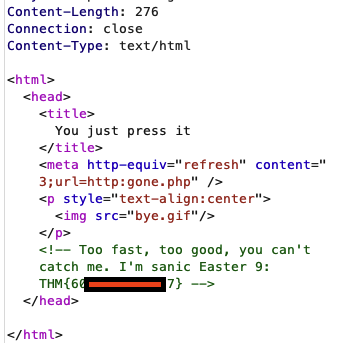 Content-Length: 276
Connection: close
Content-Type: text/html
<html>
<head>
<title>
You just press it
</title>
<meta http-equiv="refresh" content="
3;url=http:gone.php" />
<p style="text-align:center">
<img src="bye.gif"/>
</p>
<!-- Too fast, too good, you can't
catch me. I'm sanic Easter 9:
THM{60 7} -->
</head>
</html>